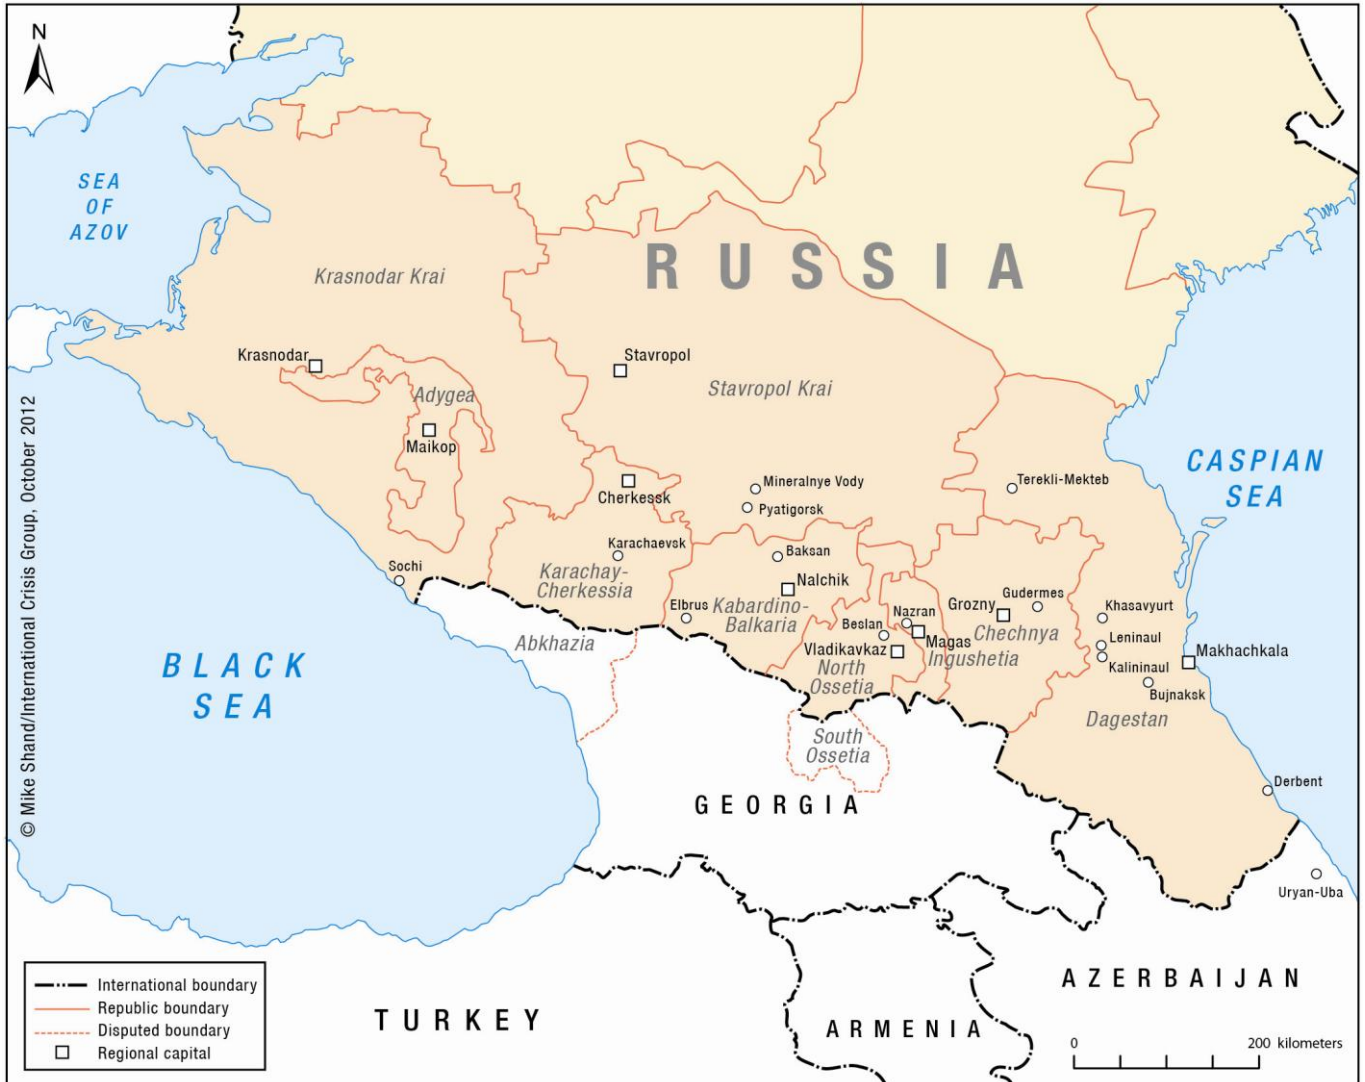 N
SEA
OF
AZOV
RUSSIA
Krasnodar Krai
Krasnodar
Stavropol
Stavropol Krai
Adygea
Maikop
CASPIAN
SEA
Cherkessk
Mineralnye Vody
Pyatigorsk
Terekli-Mekteb
Sochi
Karachaevsk
Karachay-
Cherkessia
Baksan
Nalchik
Elbrus
Kabardino-
Balkaria
Nazran
Beslan
Magas
Vladikavkaz
Ingushetia
North
Ossetia
Gudermes
Grozny
Chechnya
Khasavyurt
Leninaul
Kalininaul
Makhachkala
Bujnaksk
Dagestan
Abkhazia
BLACK
SEA
South
Ossetia
GEORGIA
Derbent
Uryan-Uba
AZERBAIJAN
TURKEY
ARMENIA
International boundary
Republic boundary
Disputed boundary
Regional capital
0 200 kilometers
© Mike Shand/International Crisis Group, October 2012